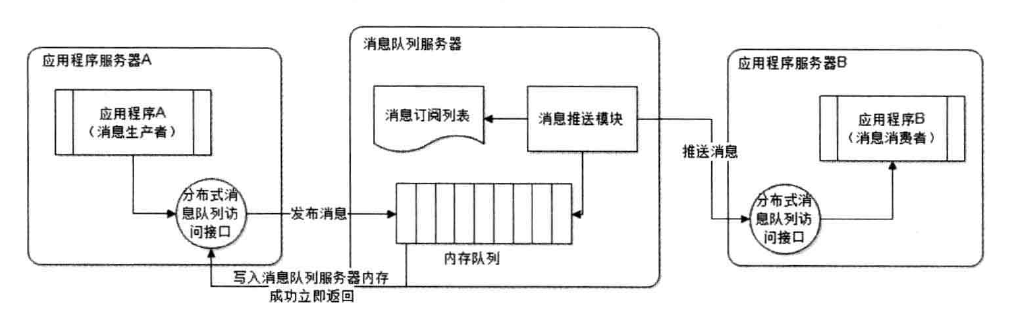 应用程序服务器A
应用程序A
（消息生产者）
分布式消
息队列访
问接口
发布消息
写入消息队列服务器内存
成功立即返回
消息队列服务器
消息订阅列表
消息推送模块
内存队列
推送消息
应用程序服务器B
应用程序B
（消息消费者）
分布式消
息队列访
问接口